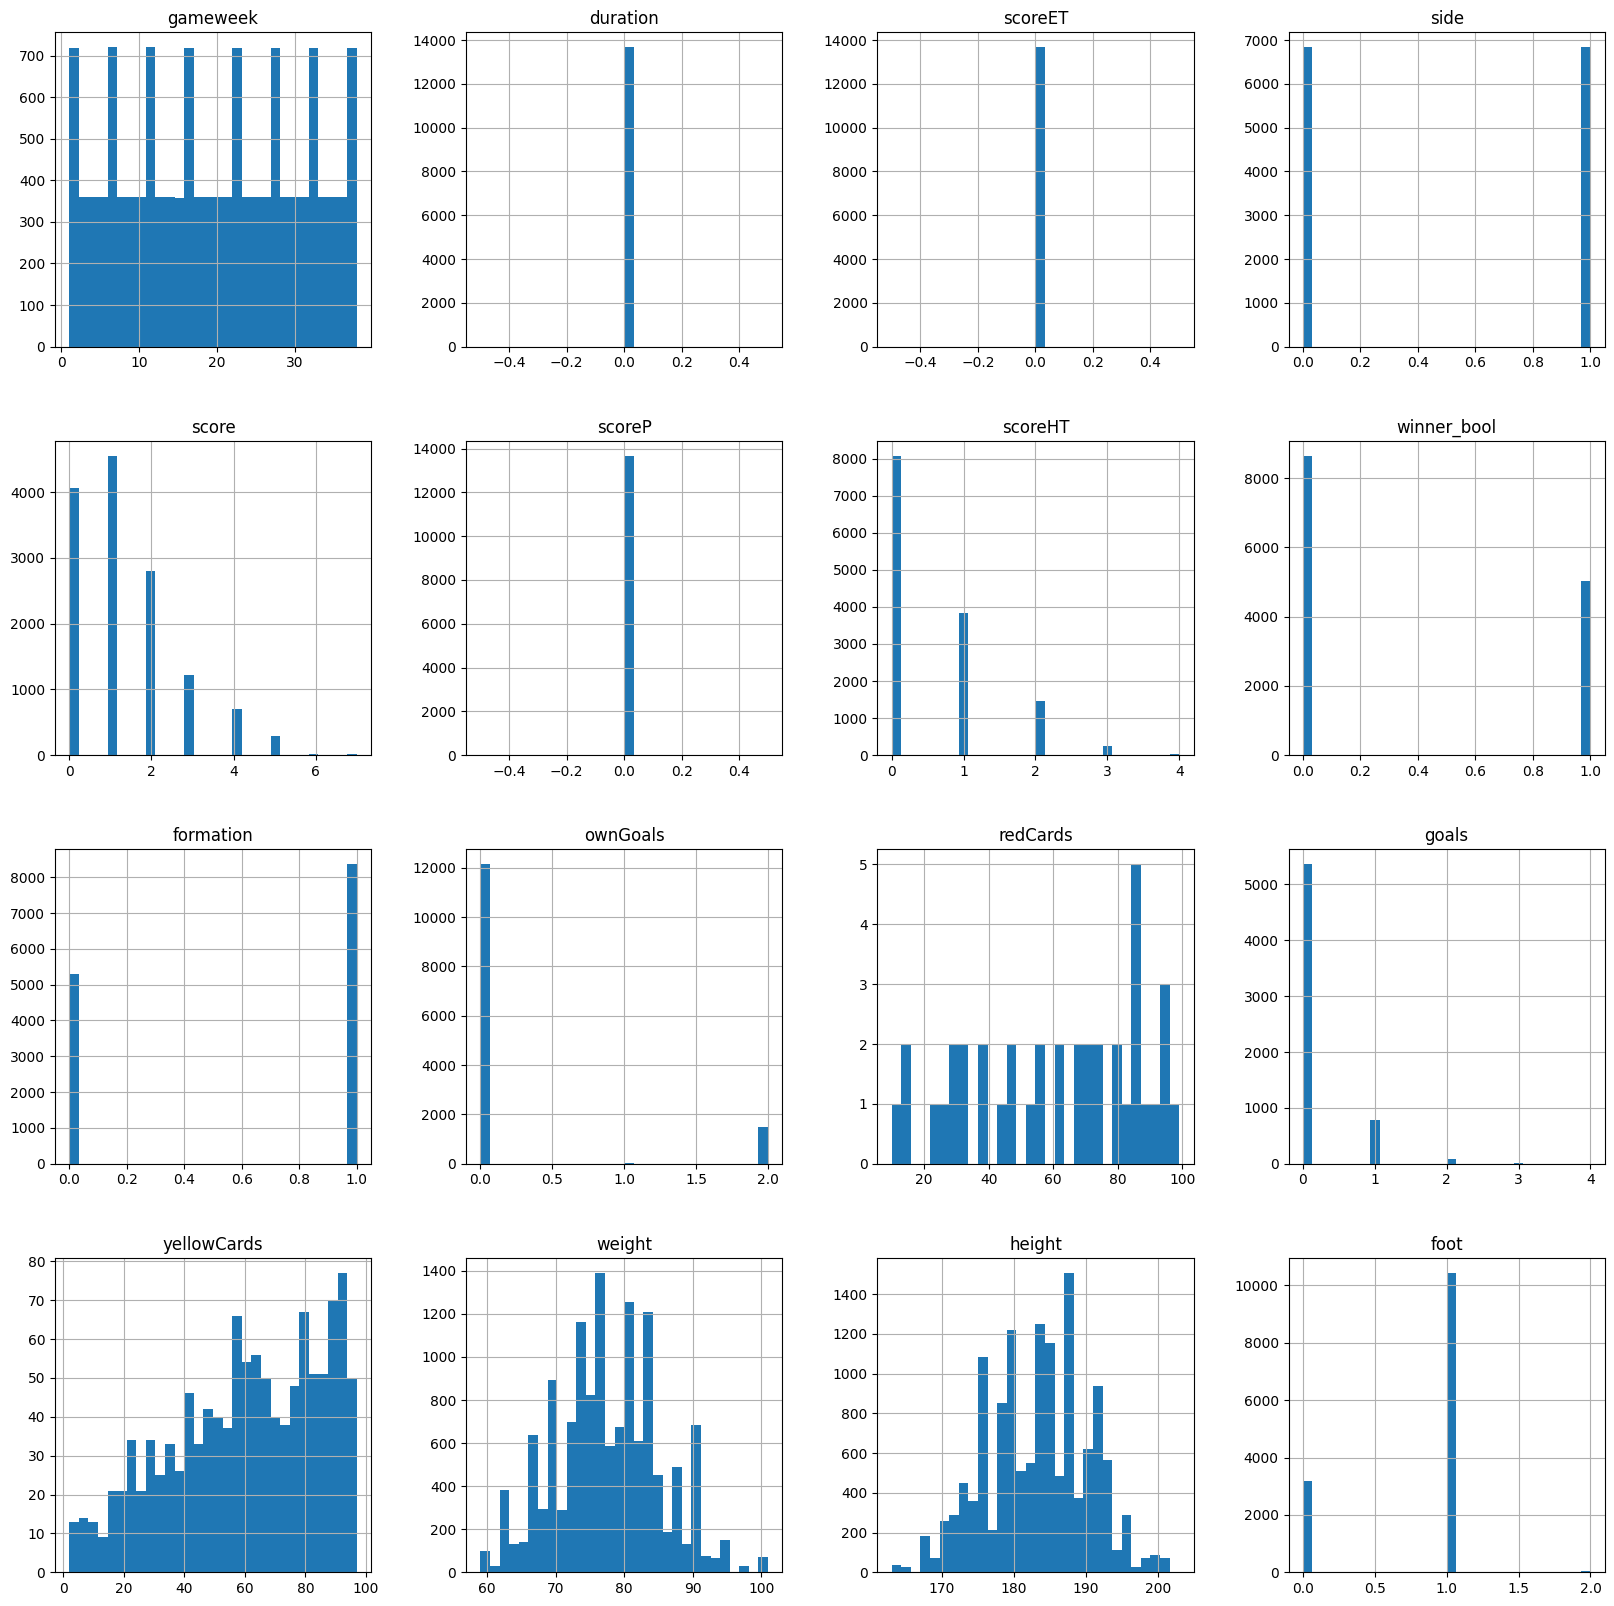 gameweek duration scoreET side
700 14000 14000 7000
600 12000 12000 6000
500 10000 10000 5000
400 8000 8000 4000
300 6000 6000 3000
200 4000 4000 2000
100 2000 2000 1000
0 0 0 0
0 10 20 30 −0.4 −0.2 0.0 0.2 0.4 −0.4 −0.2 0.0 0.2 0.4 0.0 0.2 0.4 0.6 0.8 1.0
score scoreP scoreHT winner_bool
4000 14000 8000 8000
3000 12000 7000 6000
2000 10000 6000 4000
1000 8000 5000 2000
0 6000 4000 0
4000 3000
2000 2000
0 1000
0
0 2 4 6 −0.4 −0.2 0.0 0.2 0.4 0 1 2 3 4 0.0 0.2 0.4 0.6 0.8 1.0
formation ownGoals redCards goals
8000 12000 5 5000
7000 10000 4 4000
6000 8000 3 3000
5000 6000 2 2000
4000 4000 1 1000
3000 2000 0 0
2000 0
1000
0
0.0 0.2 0.4 0.6 0.8 1.0 0.0 0.5 1.0 1.5 2.0 20 40 60 80 100 0 1 2 3 4
yellowCards weight height foot
80 1400 1400 10000
70 1200 1200 8000
60 1000 1000 6000
50 800 800 4000
40 600 600 2000
30 400 400 0
20 200 200
10 0 0
0
0 20 40 60 80 100 60 70 80 90 100 170 180 190 200 0.0 0.5 1.0 1.5 2.0